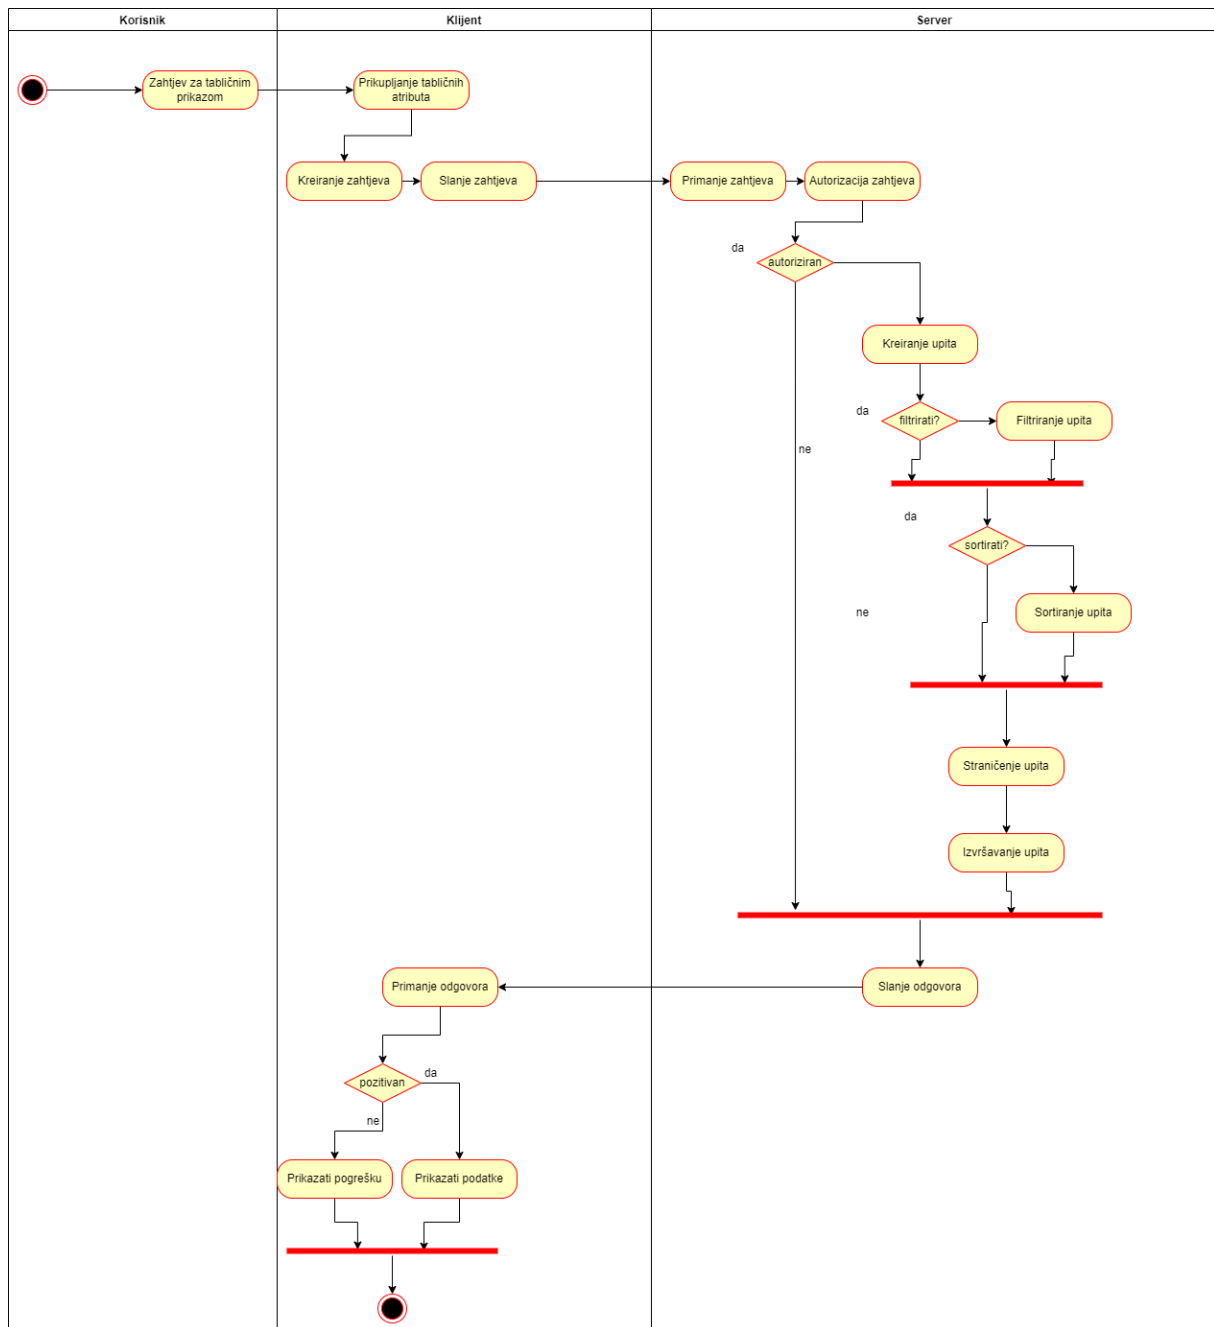 Korisnik
Klijent
Server
Zahtjev za tabličnim
prikazom
Prikupljanje tabličnih
atributa
Kreiranje zahtjeva
Slanje zahtjeva
Primanje zahtjeva
Autorizacija zahtjeva
da
autoriziran
Kreiranje upita
da
filtrirati?
Filtriranje upita
ne
da
sortirati?
ne
Sortiranje upita
Straničenje upita
Izvršavanje upita
Primanje odgovora
Slanje odgovora
pozitivan
da
ne
Prikazati pogrešku
Prikazati podatke